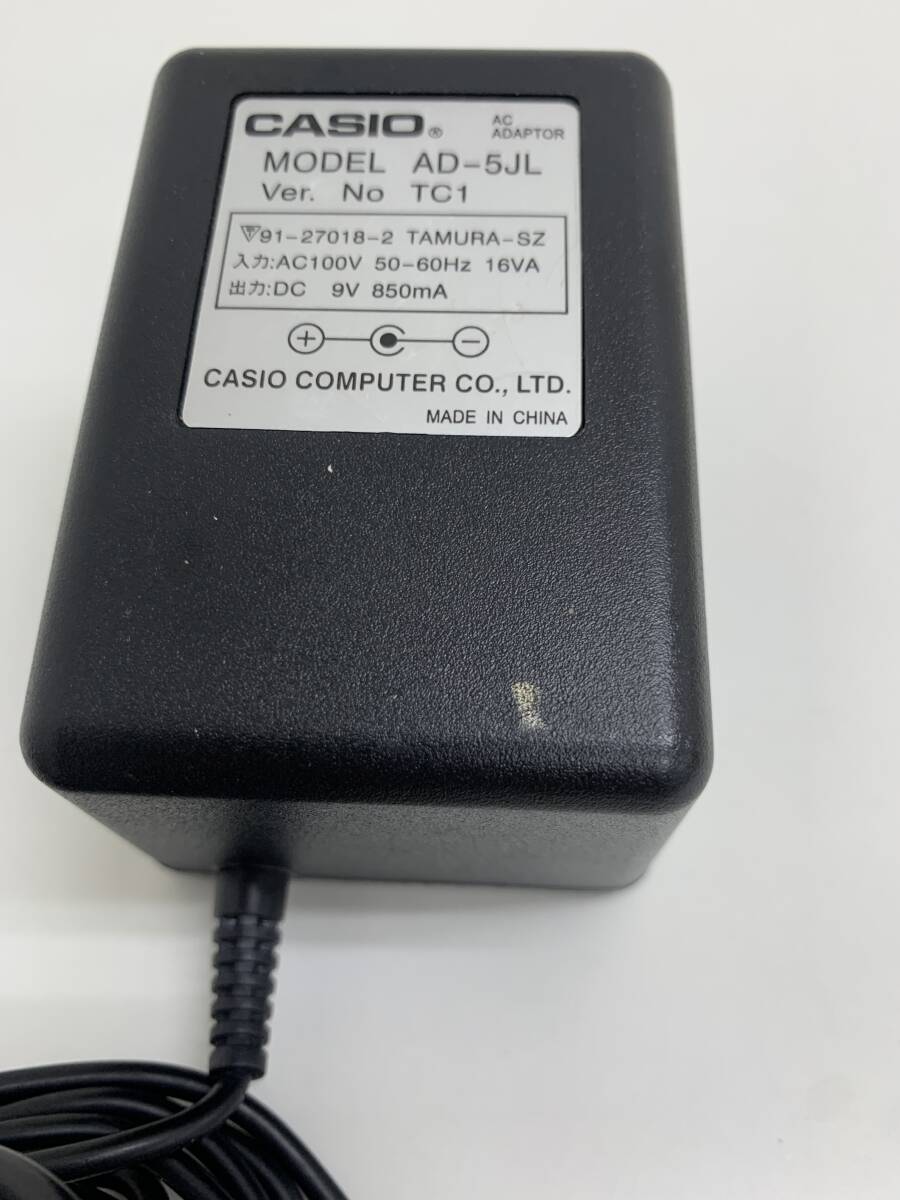 CASIO®
AC
ADAPTOR
MODEL AD-5JL
Ver. No TC1
91-27018-2 TAMURA-SZ
入力:AC100V 50-60Hz 16VA
出力:DC 9V 850mA
+ -
CASIO COMPUTER CO., LTD.
MADE IN CHINA